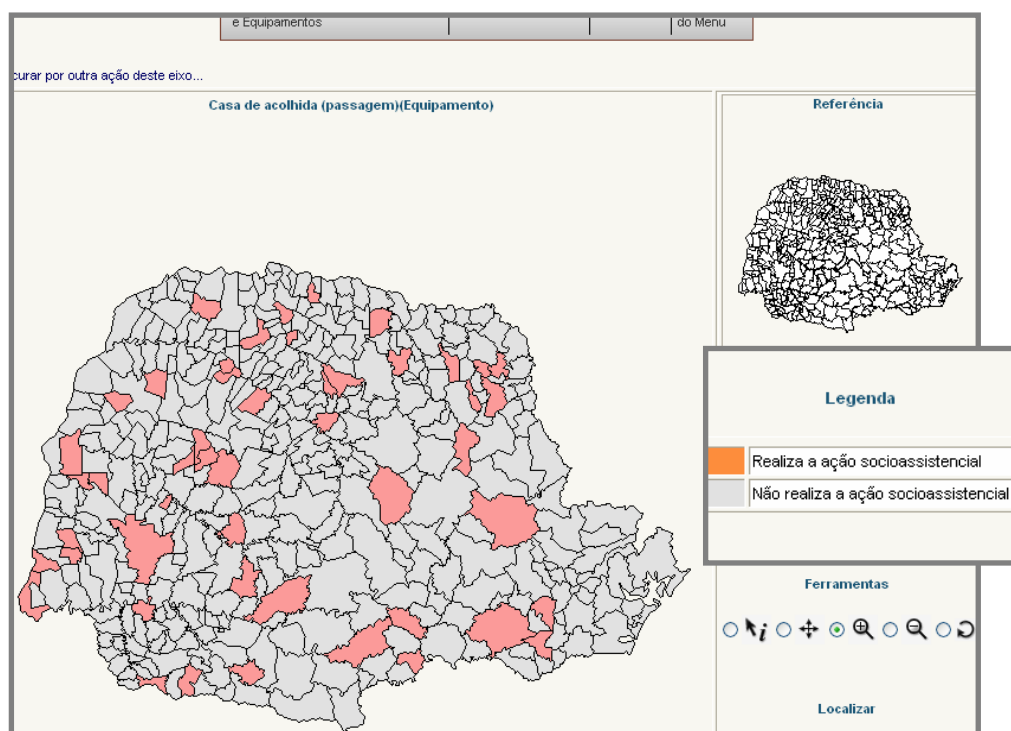 e Equipamentos
do Menu
curar por outra ação deste eixo...
Casa de acolhida (passagem)(Equipamento)
Referência
Legenda
Realiza a ação socioassistencial
Não realiza a ação socioassistencial
Ferramentas
i
Localizar